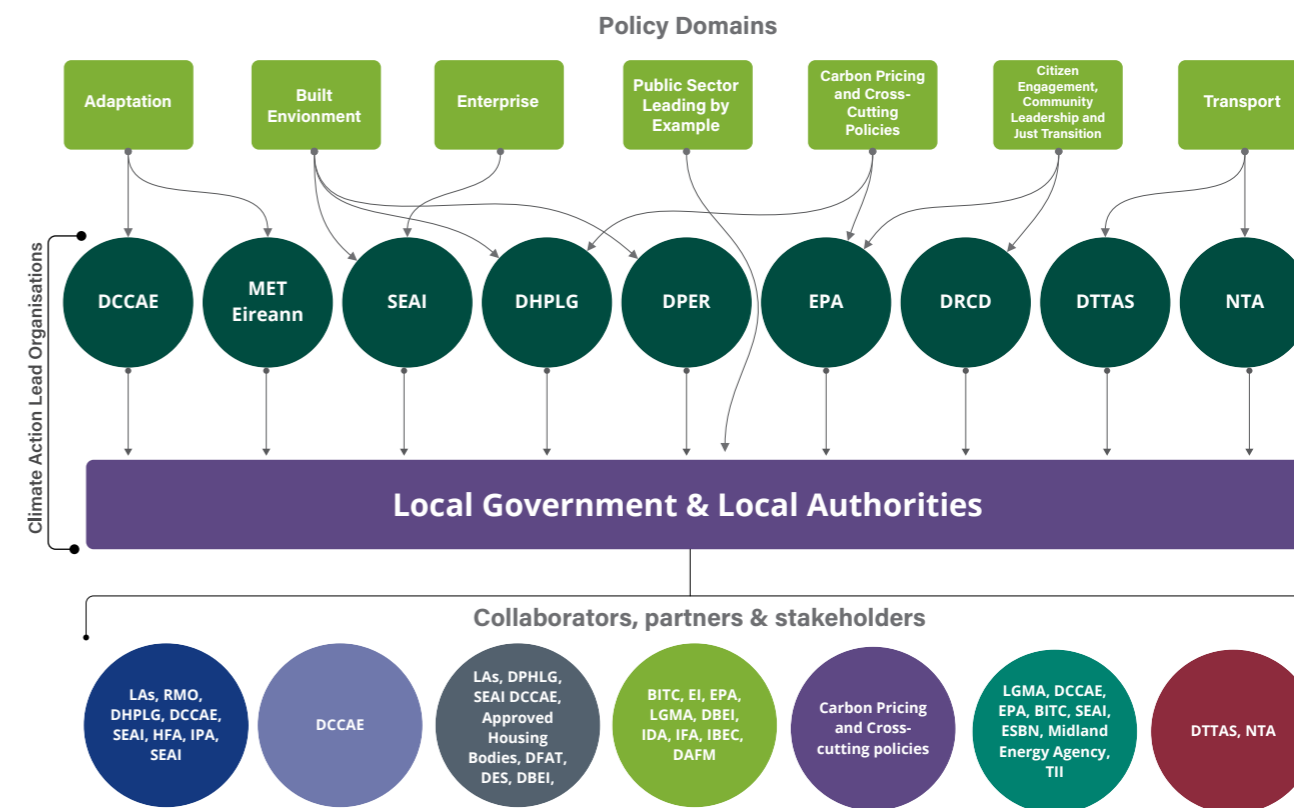 Policy Domains
Adaptation
Built
Envionment
Enterprise
Public Sector
Leading by
Example
Carbon Pricing
and Cross-
Cutting
Policies
Citizen
Engagement,
Community
Leadership and
Just Transition
Transport
Climate Action Lead Organisations
DCCAE
MET
Eireann
SEAI
DHPLG
DPER
EPA
DRCD
DTTAS
NTA
Local Government & Local Authorities
Collaborators, partners & stakeholders
LAs, RMO,
DHPLG, DCCAE,
SEAI, HFA, IPA,
SEAI
DCCAE
LAs, DPHLG,
SEAI DCCAE,
Approved
Housing
Bodies, DFAT,
DES, DBEI,
BITC, EI, EPA,
LGMA, DBEI,
IDA, IFA, IBEC,
DAFM
Carbon Pricing
and Cross-
cutting policies
LGMA, DCCAE,
EPA, BITC, SEAI,
ESBN, Midland
Energy Agency,
TII
DTTAS, NTA